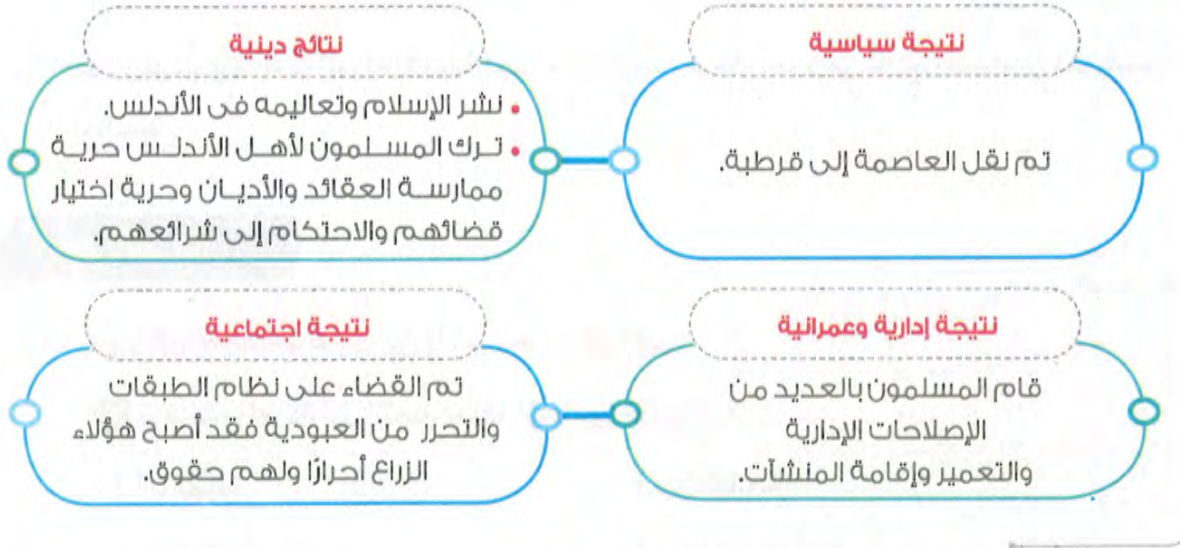 نتيجة سياسية
تم نقل العاصمة إلى قرطبة.
نتائج دينية
• نشر الإسلام وتعاليمه فى الأندلس.
• ترك المسلمون لأهل الأندلس حرية
ممارسة العقائد والأديان وحرية اختيار
قضائهم والاحتكام إلى شرائعهم.
نتيجة إدارية وعمرانية
قام المسلمون بالعديد من
الإصلاحات الإدارية
والتعمير وإقامة المنشآت.
نتيجة اجتماعية
تم القضاء على نظام الطبقات
والتحرر من العبودية فقد أصبح هؤلاء
الزراع أحرارًا ولهم حقوق.